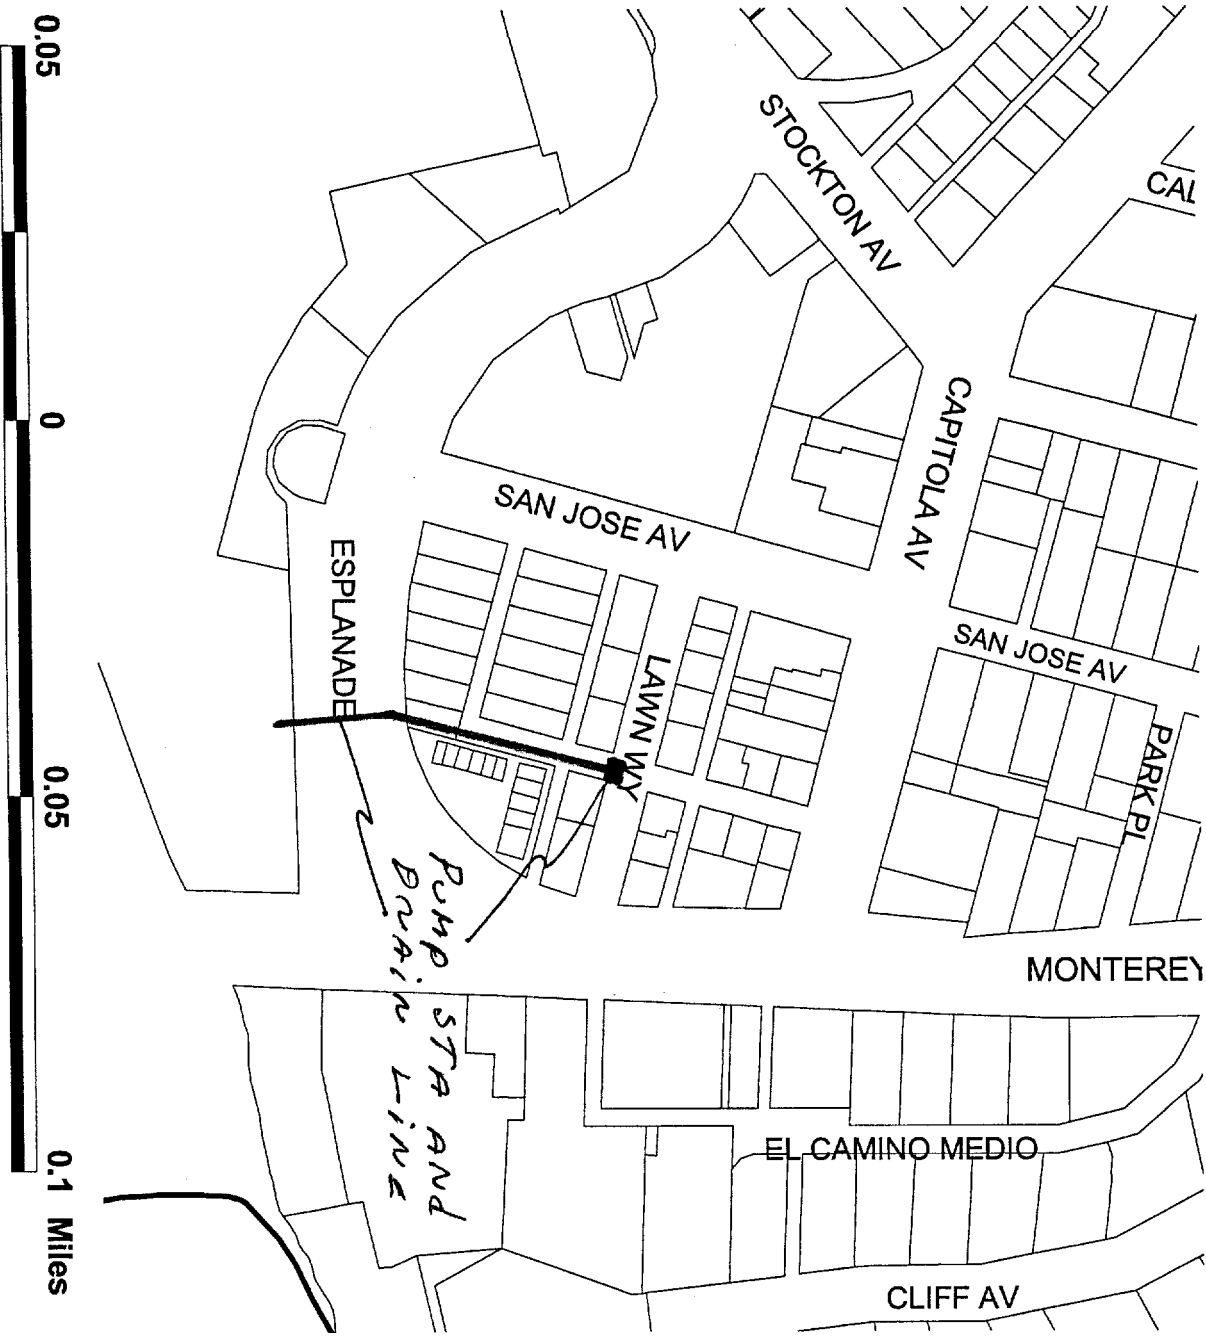 CAL
STOCKTON AV
CAPITOLA AV
SAN JOSE AV
SAN JOSE AV
ESPLANADE
LAWN WY
PARK PL
MONTEREY
EL CAMINO MEDIO
CLIFF AV
PUMP STA AND
DRAIN LINE
0.05
0
0.05
0.1 Miles